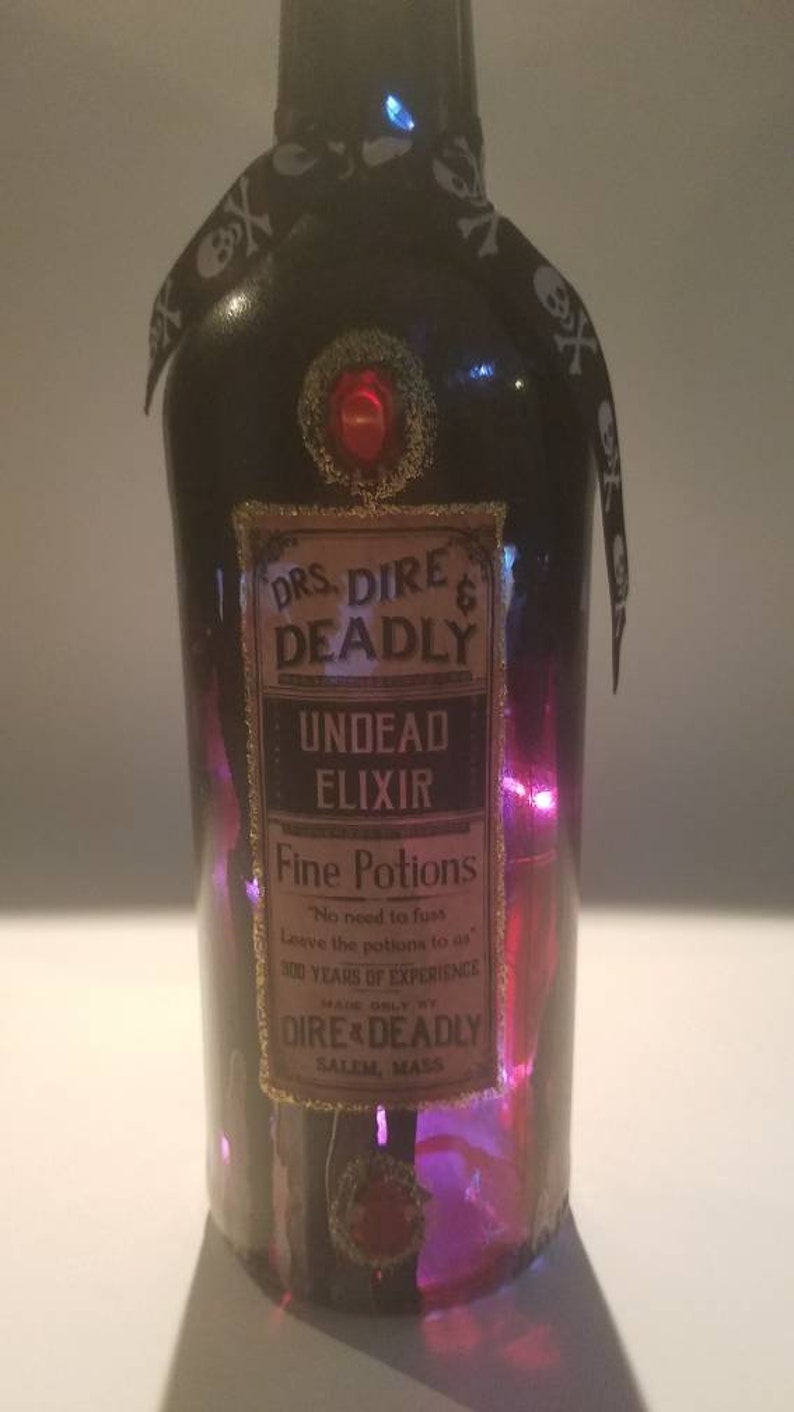 DRS. DIRE &
DEADLY
UNDEAD
ELIXIR
Fine Potions
"No need to fuss
Leave the potions to us"
300 YEARS OF EXPERIENCE
MADE ONLY BY
DIRE & DEADLY
SALEM, MASS